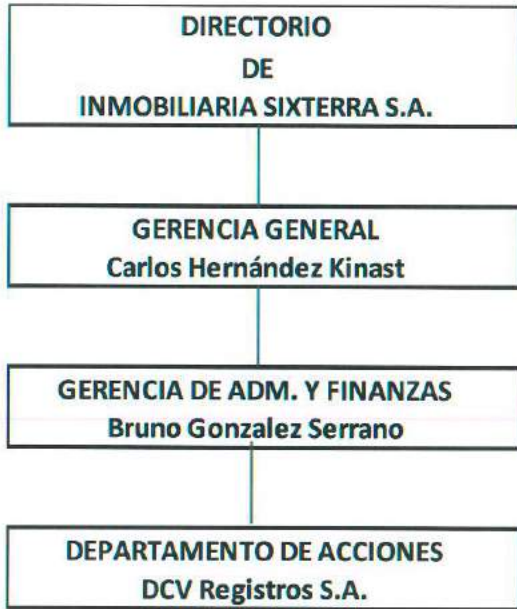 DIRECTORIO
DE
INMOBILIARIA SIXTERRA S.A.
GERENCIA GENERAL
Carlos Hernández Kinast
GERENCIA DE ADM. Y FINANZAS
Bruno Gonzalez Serrano
DEPARTAMENTO DE ACCIONES
DCV Registros S.A.